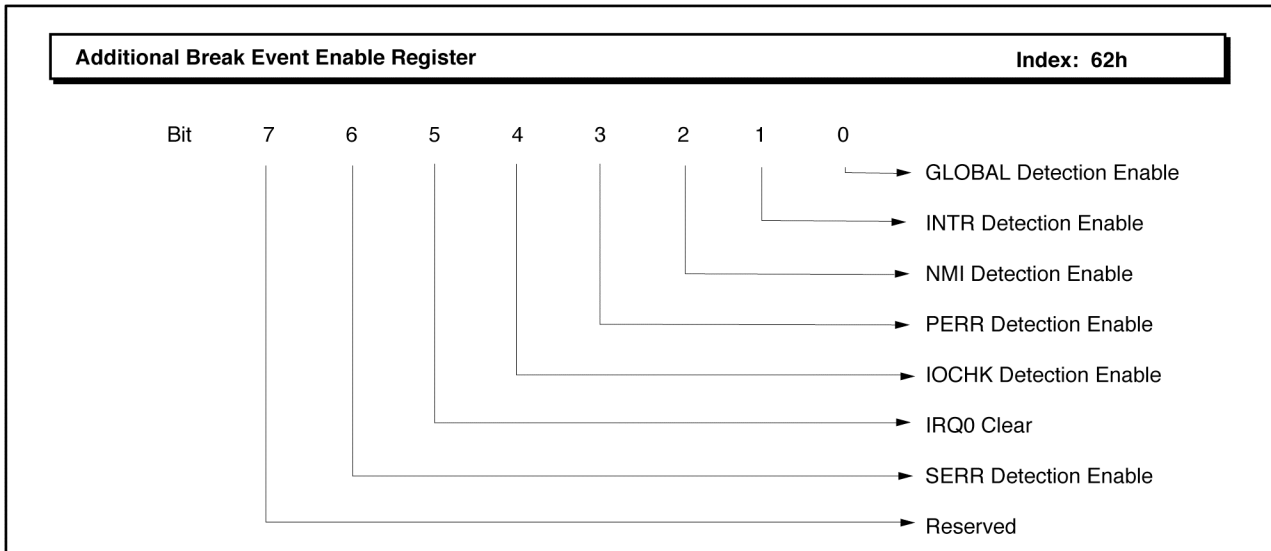 Additional Break Event Enable Register Index: 62h
Bit 7 6 5 4 3 2 1 0
GLOBAL Detection Enable
INTR Detection Enable
NMI Detection Enable
PERR Detection Enable
IOCHK Detection Enable
IRQ0 Clear
SERR Detection Enable
Reserved